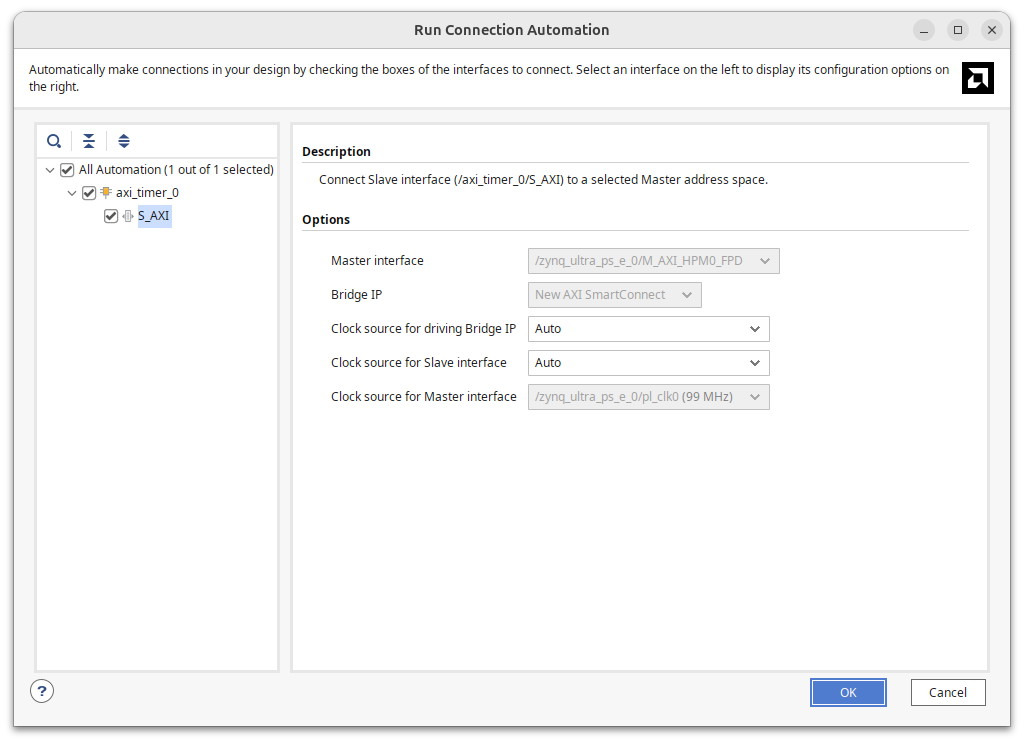 Run Connection Automation
Automatically make connections in your design by checking the boxes of the interfaces to connect. Select an interface on the left to display its configuration options on
the right.
All Automation (1 out of 1 selected)
axi_timer_0
S_AXI
Description
Connect Slave interface (/axi_timer_0/S_AXI) to a selected Master address space.
Options
Master interface /zynq_ultra_ps_e_0/M_AXI_HPM0_FPD
Bridge IP New AXI SmartConnect
Clock source for driving Bridge IP Auto
Clock source for Slave interface Auto
Clock source for Master interface /zynq_ultra_ps_e_0/pl_clk0 (99 MHz)
?
OK Cancel